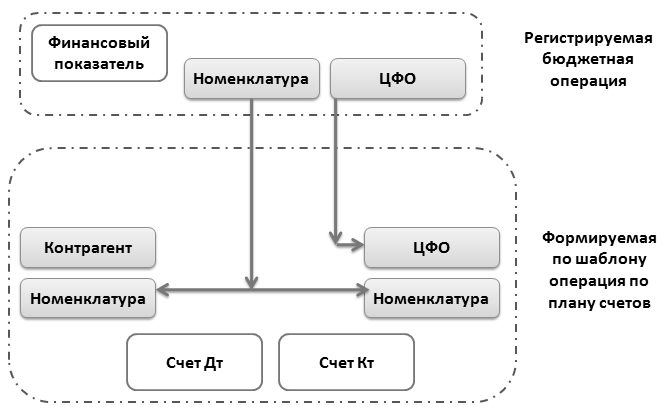 Финансовый
показатель
Номенклатура
ЦФО
Регистрируемая
бюджетная
операция
Контрагент
ЦФО
Номенклатура
Номенклатура
Формируемая
по шаблону
операция по
плану счетов
Счет Дт
Счет Кт